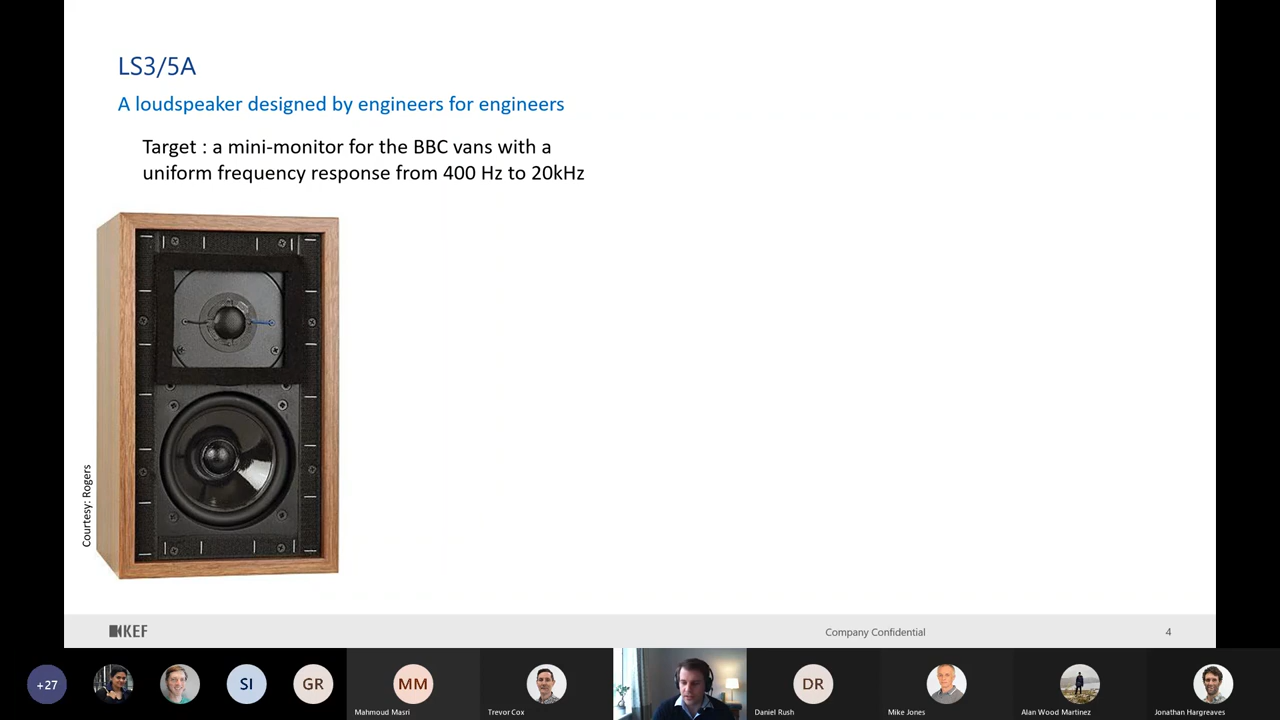 LS3/5A
A loudspeaker designed by engineers for engineers
Target : a mini-monitor for the BBC vans with a
uniform frequency response from 400 Hz to 20kHz
Courtesy: Rogers
KEF
Company Confidential
4
+27
SI
GR
MM
Mahmoud Masri
Trevor Cox
DR
Daniel Rush
Mike Jones
Alan Wood Martinez
Jonathan Hargreaves